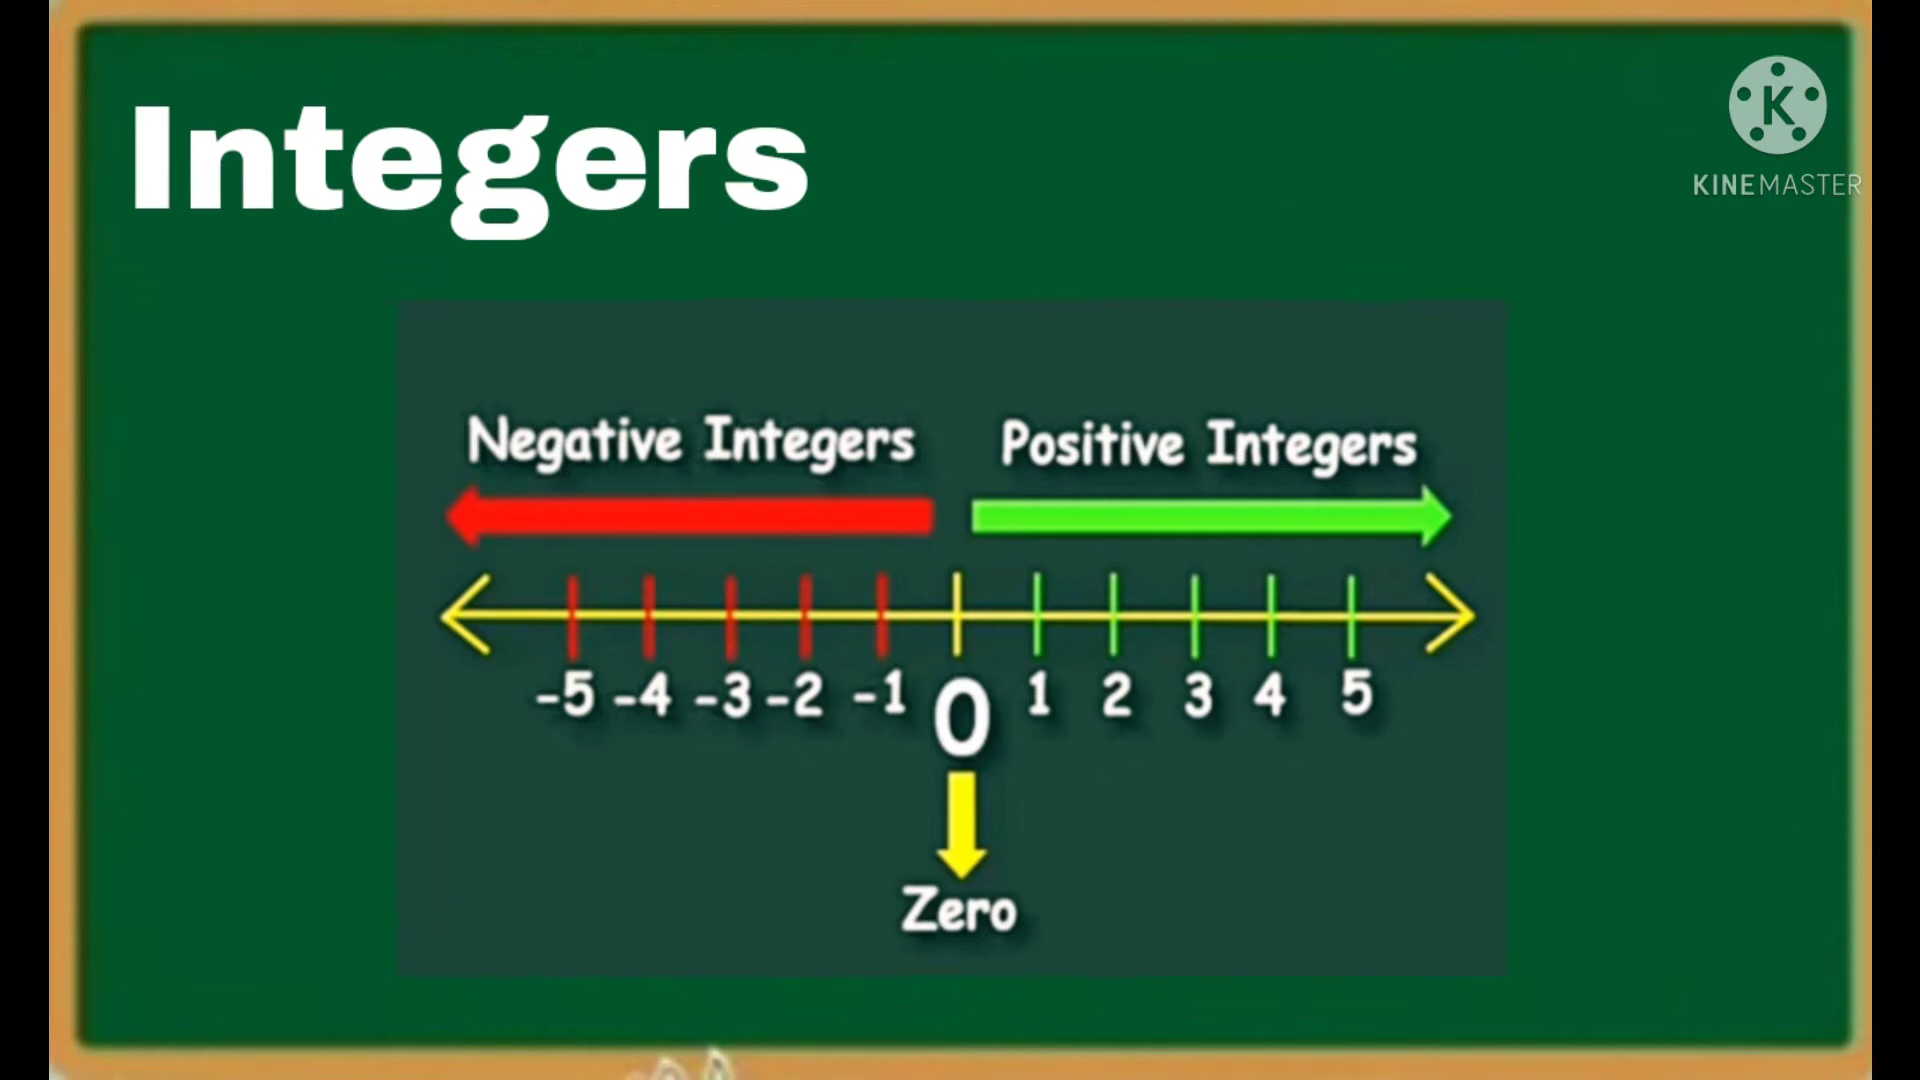 Integers
K
KINEMASTER
Negative Integers Positive Integers
-5 -4 -3 -2 -1 0 1 2 3 4 5
Zero